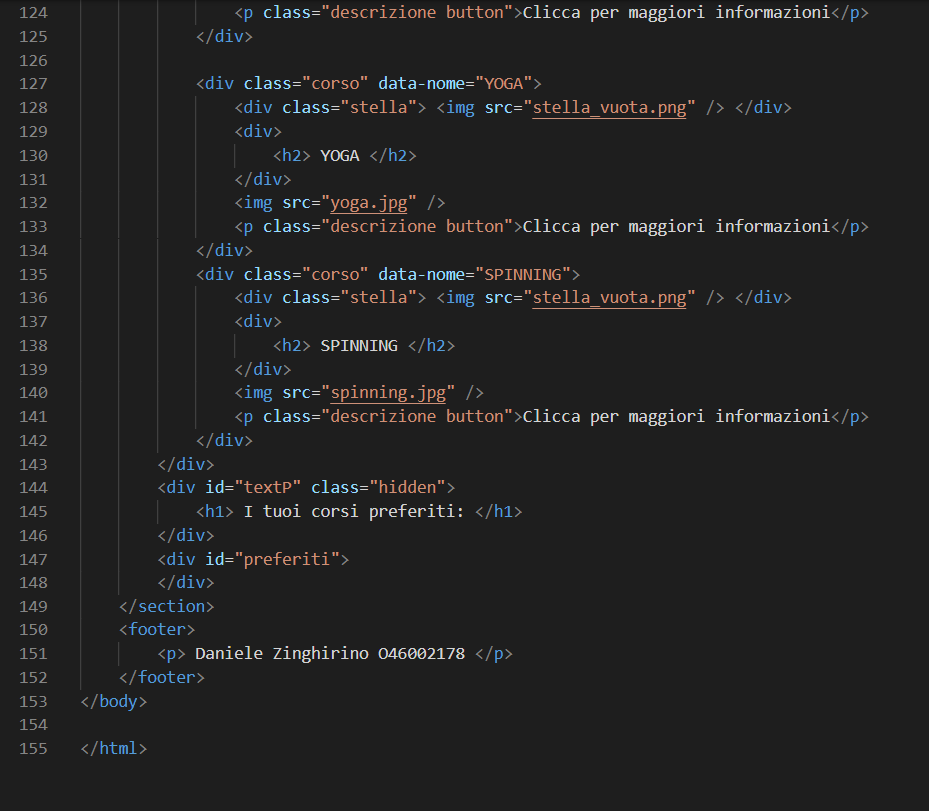 124                 <p class="descrizione button">Clicca per maggiori informazioni</p>
125             </div>
126
127             <div class="corso" data-nome="YOGA">
128                 <div class="stella"> <img src="stella_vuota.png" /> </div>
129                 <div>
130                     <h2> YOGA </h2>
131                 </div>
132                 <img src="yoga.jpg" />
133                 <p class="descrizione button">Clicca per maggiori informazioni</p>
134             </div>
135             <div class="corso" data-nome="SPINNING">
136                 <div class="stella"> <img src="stella_vuota.png" /> </div>
137                 <div>
138                     <h2> SPINNING </h2>
139                 </div>
140                 <img src="spinning.jpg" />
141                 <p class="descrizione button">Clicca per maggiori informazioni</p>
142             </div>
143         </div>
144         <div id="textP" class="hidden">
145             <h1> I tuoi corsi preferiti: </h1>
146         </div>
147         <div id="preferiti">
148         </div>
149     </section>
150     <footer>
151         <p> Daniele Zinghirino O46002178 </p>
152     </footer>
153 </body>
154
155 </html>